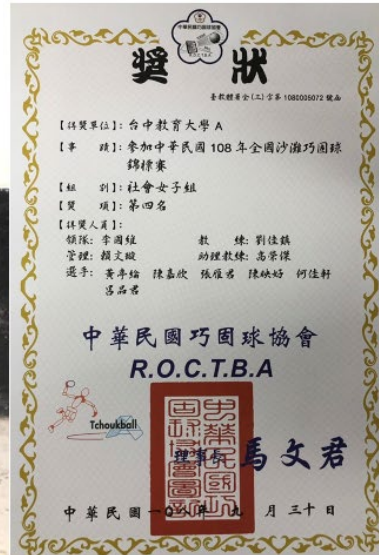 中華民國巧固球協會
R.O.C.T.B.A
獎狀
臺教體署全(三)字第1080005072號函
【得獎單位】:台中教育大學 A
【事　蹟】:參加中華民國108年全國沙灘巧固球
錦標賽
【組　別】:社會女子組
【獎　項】:第四名
【得獎人員】:
領隊:李國維　教　練:劉佳鎮
管理:賴文璇　助理教練:高榮保
選手:黃亭綸 陳嘉欣 張雁君 陳映妤 何佳軒
呂品君
中華民國巧固球協會
R.O.C.T.B.A
Tchoukball
理事長 馬文君
中華民國一〇八年九月三十日